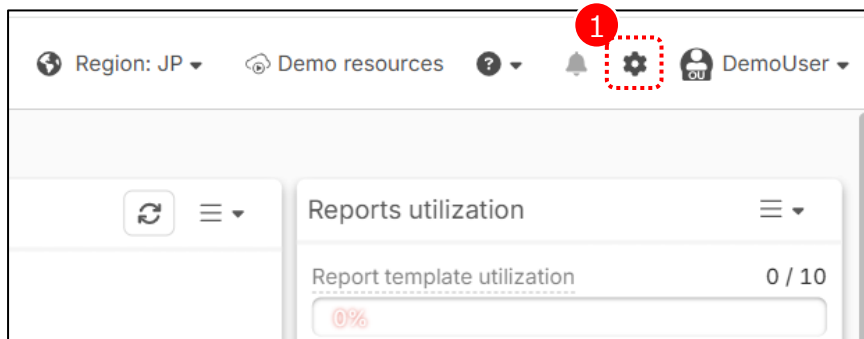 1
Region: JP
Demo resources
?
OU
DemoUser
Reports utilization
Report template utilization
0 / 10
0%